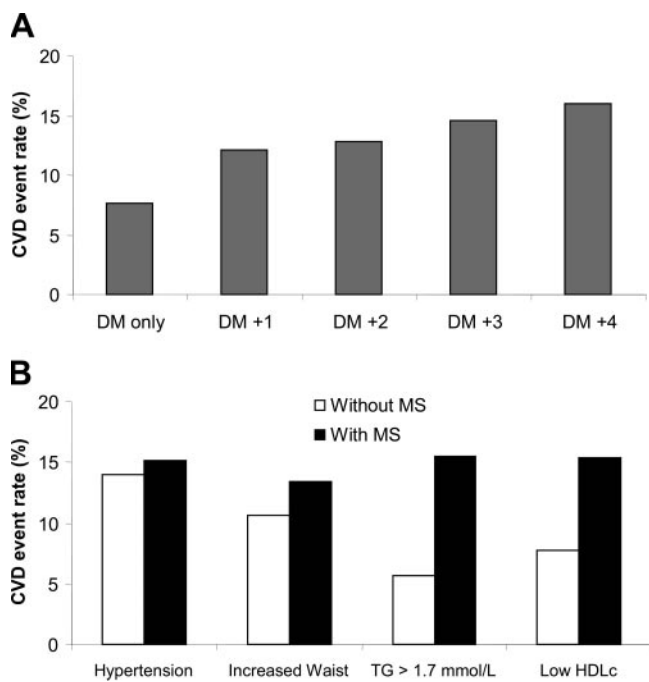 A
20
15
10
5
0
CVD event rate (%)
DM only DM +1 DM +2 DM +3 DM +4
B
20
15
10
5
0
CVD event rate (%)
Without MS
With MS
Hypertension Increased Waist TG > 1.7 mmol/L Low HDLc